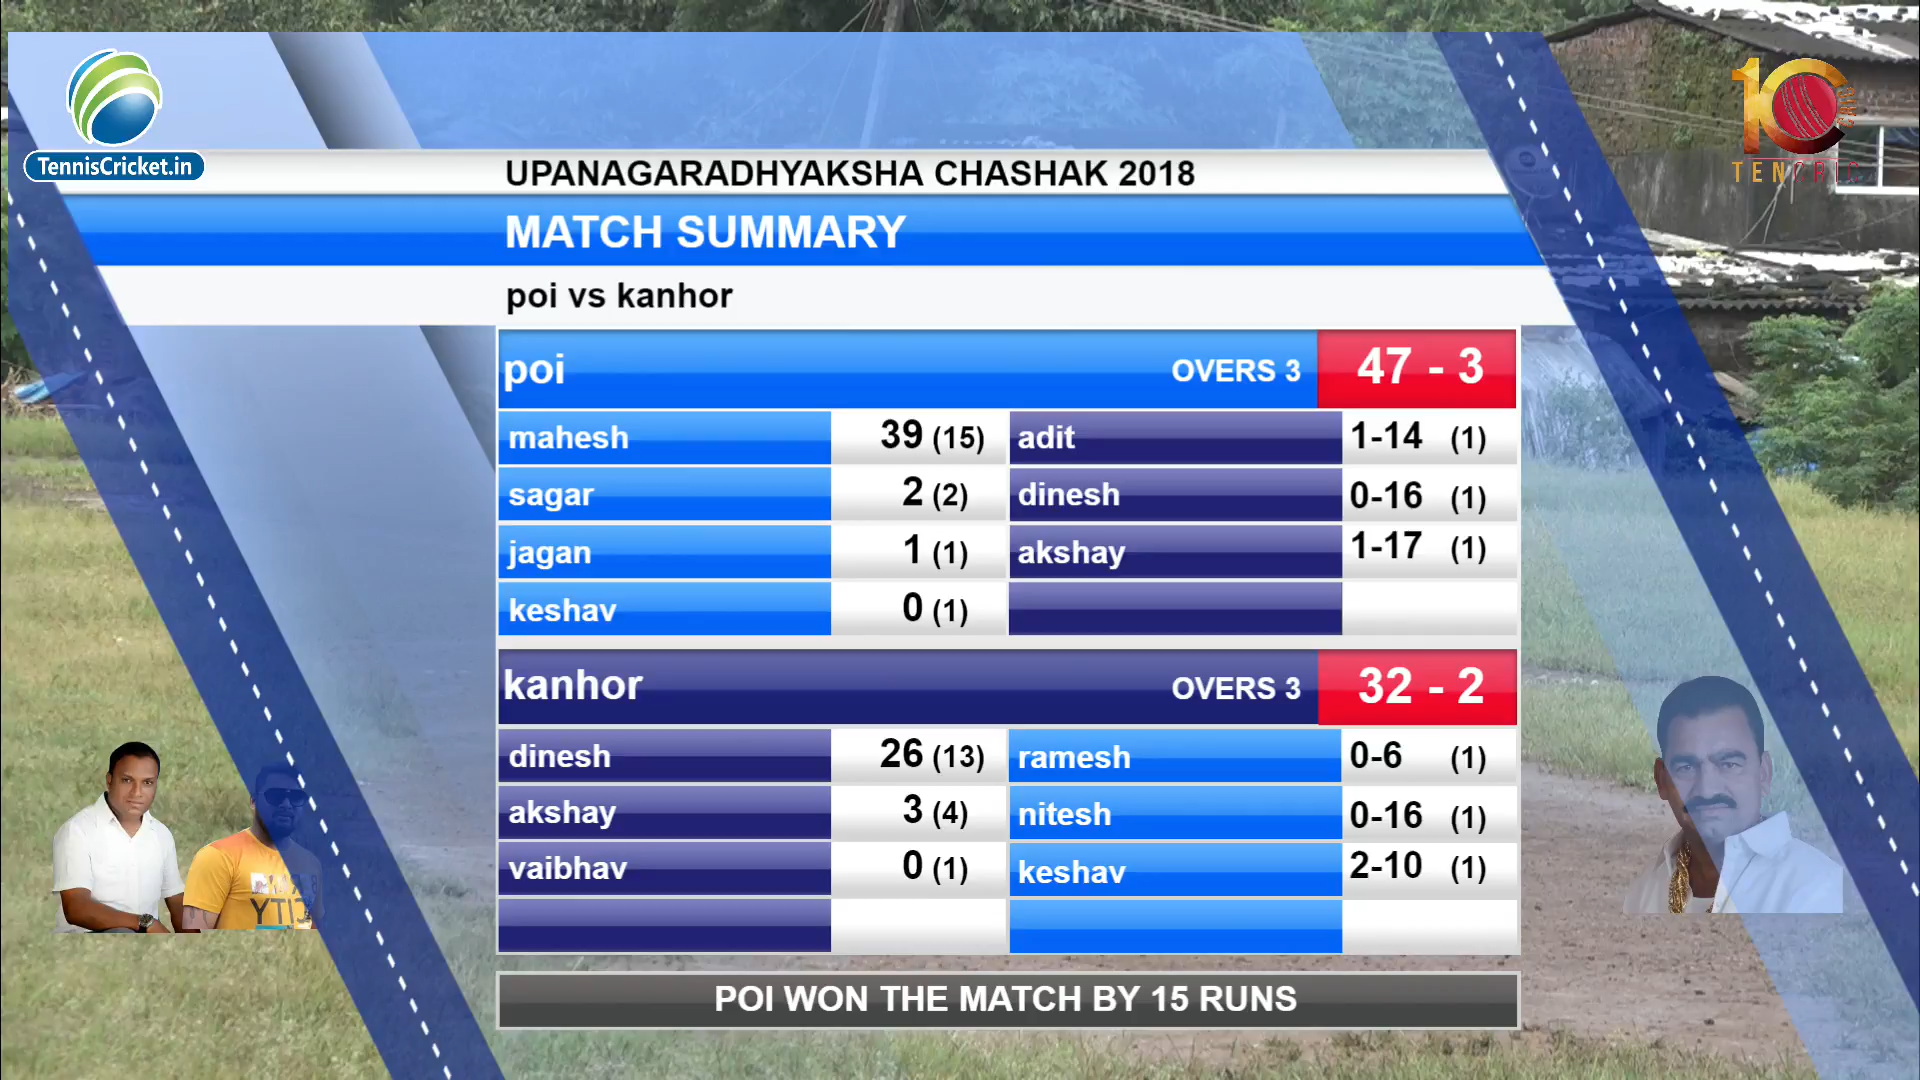 TennisCricket.in
TEN CRIC
UPANAGARADHYAKSHA CHASHAK 2018
MATCH SUMMARY
poi vs kanhor
poi OVERS 3 47 - 3
mahesh 39 (15) adit 1-14 (1)
sagar 2 (2) dinesh 0-16 (1)
jagan 1 (1) akshay 1-17 (1)
keshav 0 (1)
kanhor OVERS 3 32 - 2
dinesh 26 (13) ramesh 0-6 (1)
akshay 3 (4) nitesh 0-16 (1)
vaibhav 0 (1) keshav 2-10 (1)
CITY
POI WON THE MATCH BY 15 RUNS